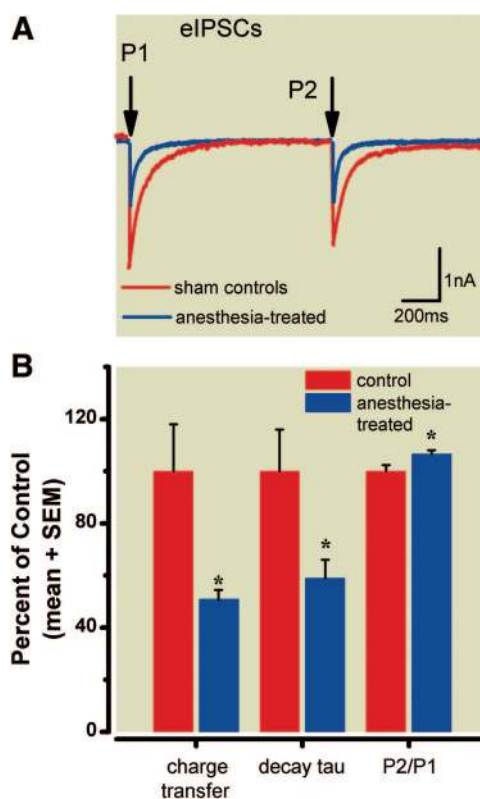 A
eIPSCs
P1
P2
sham controls
anesthesia-treated
1nA
200ms
B
control
anesthesia-
treated
Percent of Control
(mean + SEM)
120
80
40
0
*
*
*
charge
transfer
decay tau
P2/P1